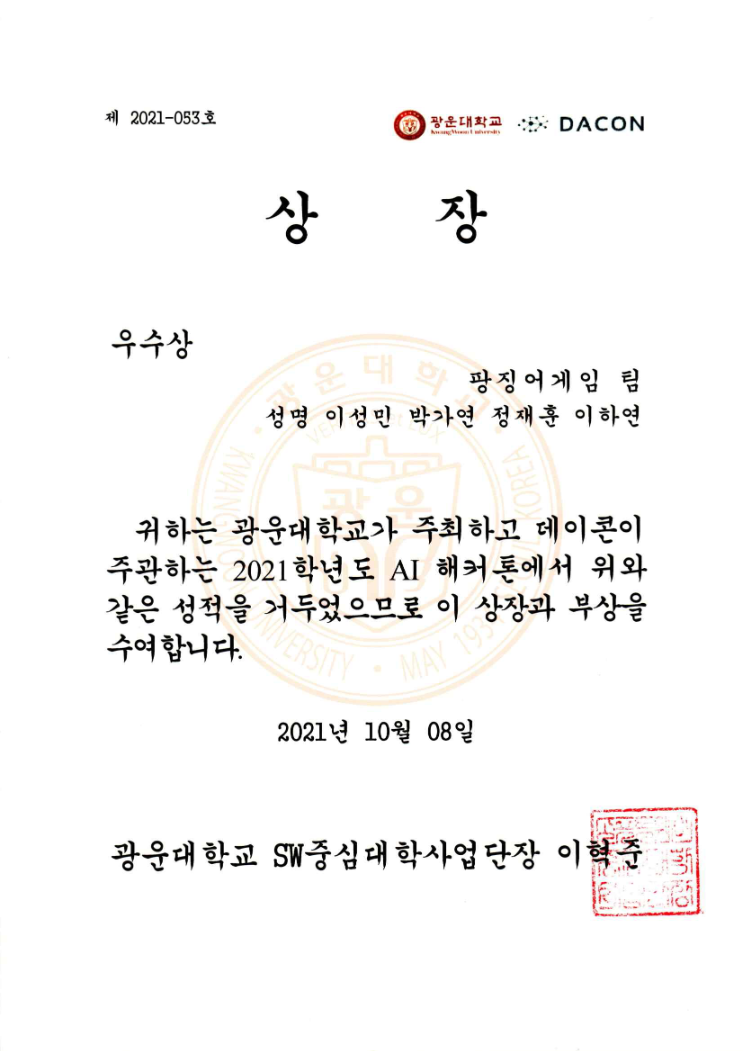 제 2021-053호
광운대학교
KwangWoon University
DACON
상 장
우수상
팡징어게임 팀
성명 이성민 박가연 정재훈 이하연
귀하는 광운대학교가 주최하고 데이콘이
주관하는 2021학년도 AI 해커톤에서 위와
같은 성적을 거두었으므로 이 상장과 부상을
수여합니다.
2021년 10월 08일
광운대학교 SW중심대학사업단장 이혁준